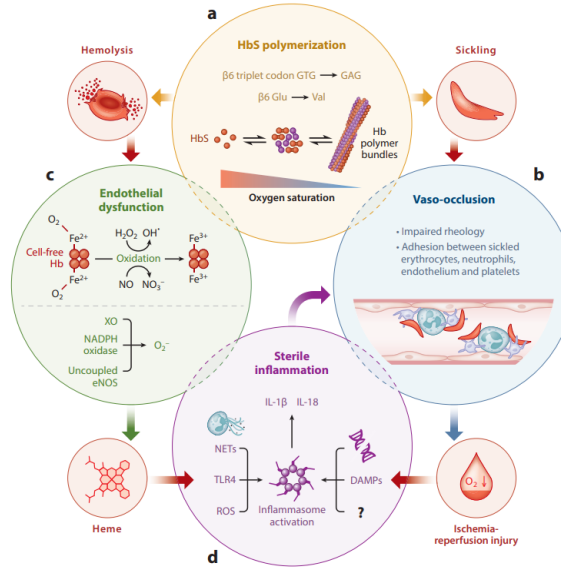 a
Hemolysis
HbS polymerization
Sickling
β6 triplet codon GTG → GAG
β6 Glu → Val
HbS
Hb
polymer
bundles
Oxygen saturation
c
Endothelial
dysfunction
O₂
Fe²⁺
H₂O₂ OH•
Fe³⁺
Cell-free
Hb
Oxidation
Fe²⁺
NO NO₃⁻
Fe³⁺
O₂
XO
NADPH
oxidase
O₂⁻
Uncoupled
eNOS
b
Vaso-occlusion
• Impaired rheology
• Adhesion between sickled
erythrocytes, neutrophils,
endothelium and platelets
Sterile
inflammation
IL-1β IL-18
NETs
TLR4
ROS
Inflammasome
activation
DAMPs
?
d
Heme
O₂ ↓
Ischemia-
reperfusion injury